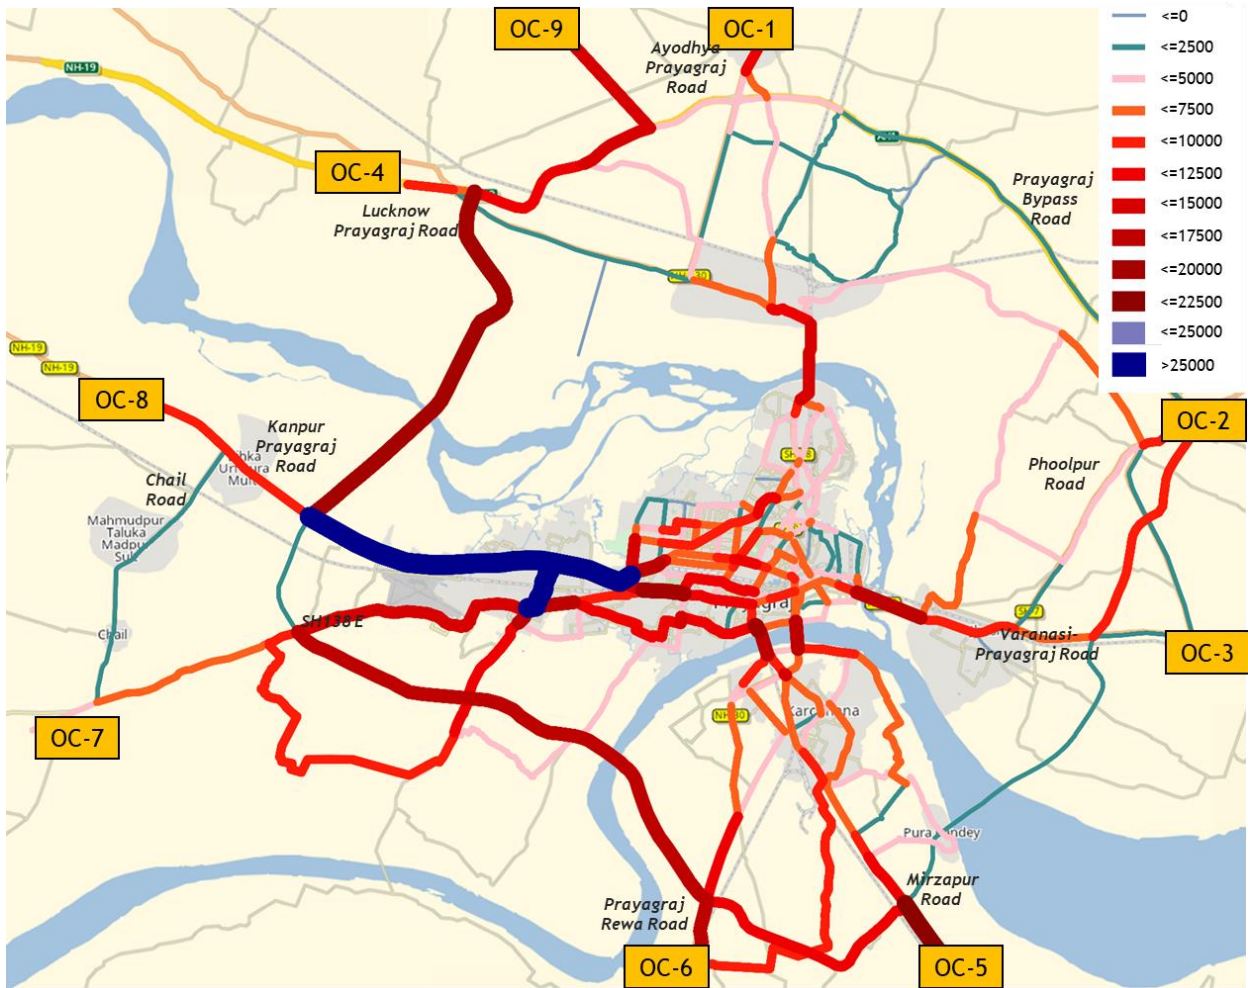 OC-9
OC-1
Ayodhya
Prayagraj
Road
NH-19
OC-4
Lucknow
Prayagraj Road
Prayagraj
Bypass
Road
<=0
<=2500
<=5000
<=7500
<=10000
<=12500
<=15000
<=17500
<=20000
<=22500
<=25000
>25000
NH-19
NH-19
OC-8
Kanpur
Prayagraj
Road
Chail
Road
Mahmudpur
Taluka
OC-2
Phoolpur
Road
Chail
SH138 E
Varanasi-
Prayagraj Road
OC-3
OC-7
Pura
Mirzapur
Road
Prayagraj
Rewa Road
OC-6
OC-5